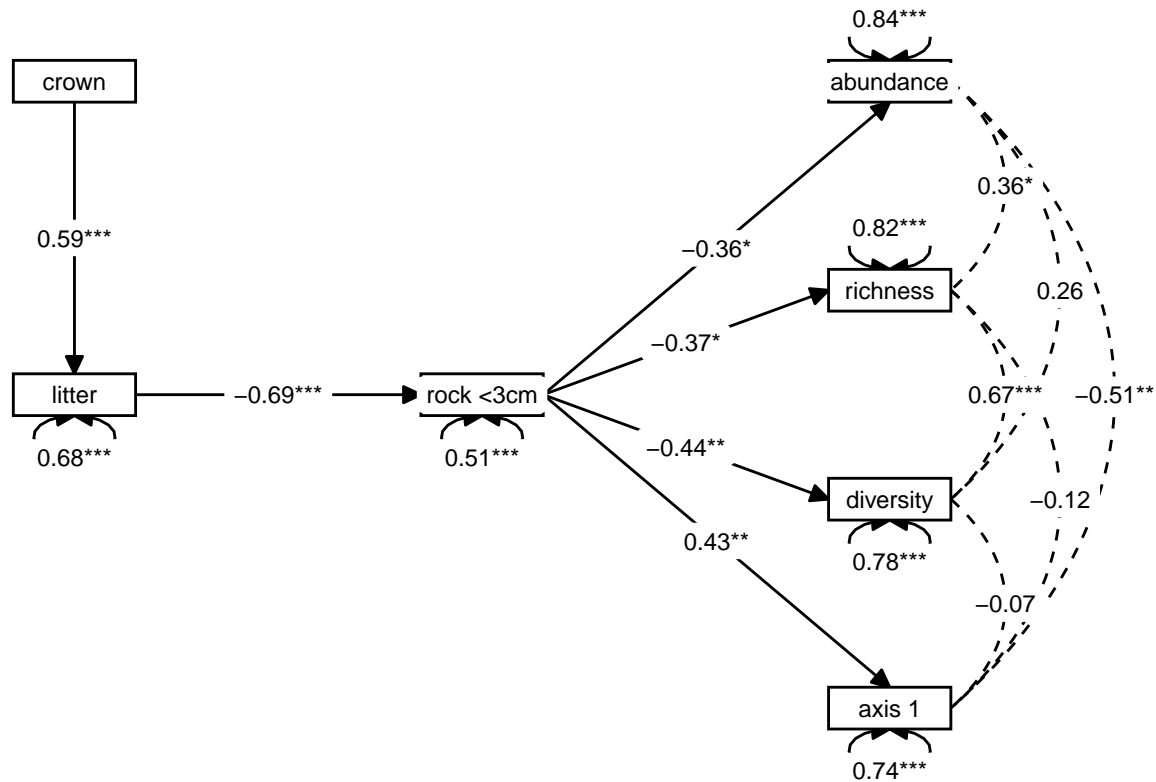 0.84***
crown
abundance
0.36*
0.59***
0.82***
−0.36*
richness
0.26
−0.37*
litter
−0.69***
rock <3cm
0.67***
−0.51**
0.68***
0.51***
−0.44**
diversity
−0.12
0.43**
0.78***
−0.07
axis 1
0.74***